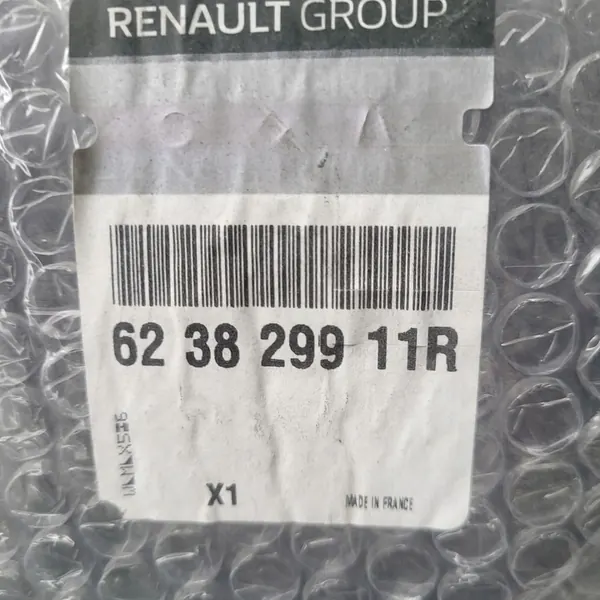 RENAULT GROUP
62 38 299 11R
X1
MADE IN FRANCE